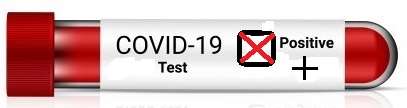 COVID-19
Test
Positive
+